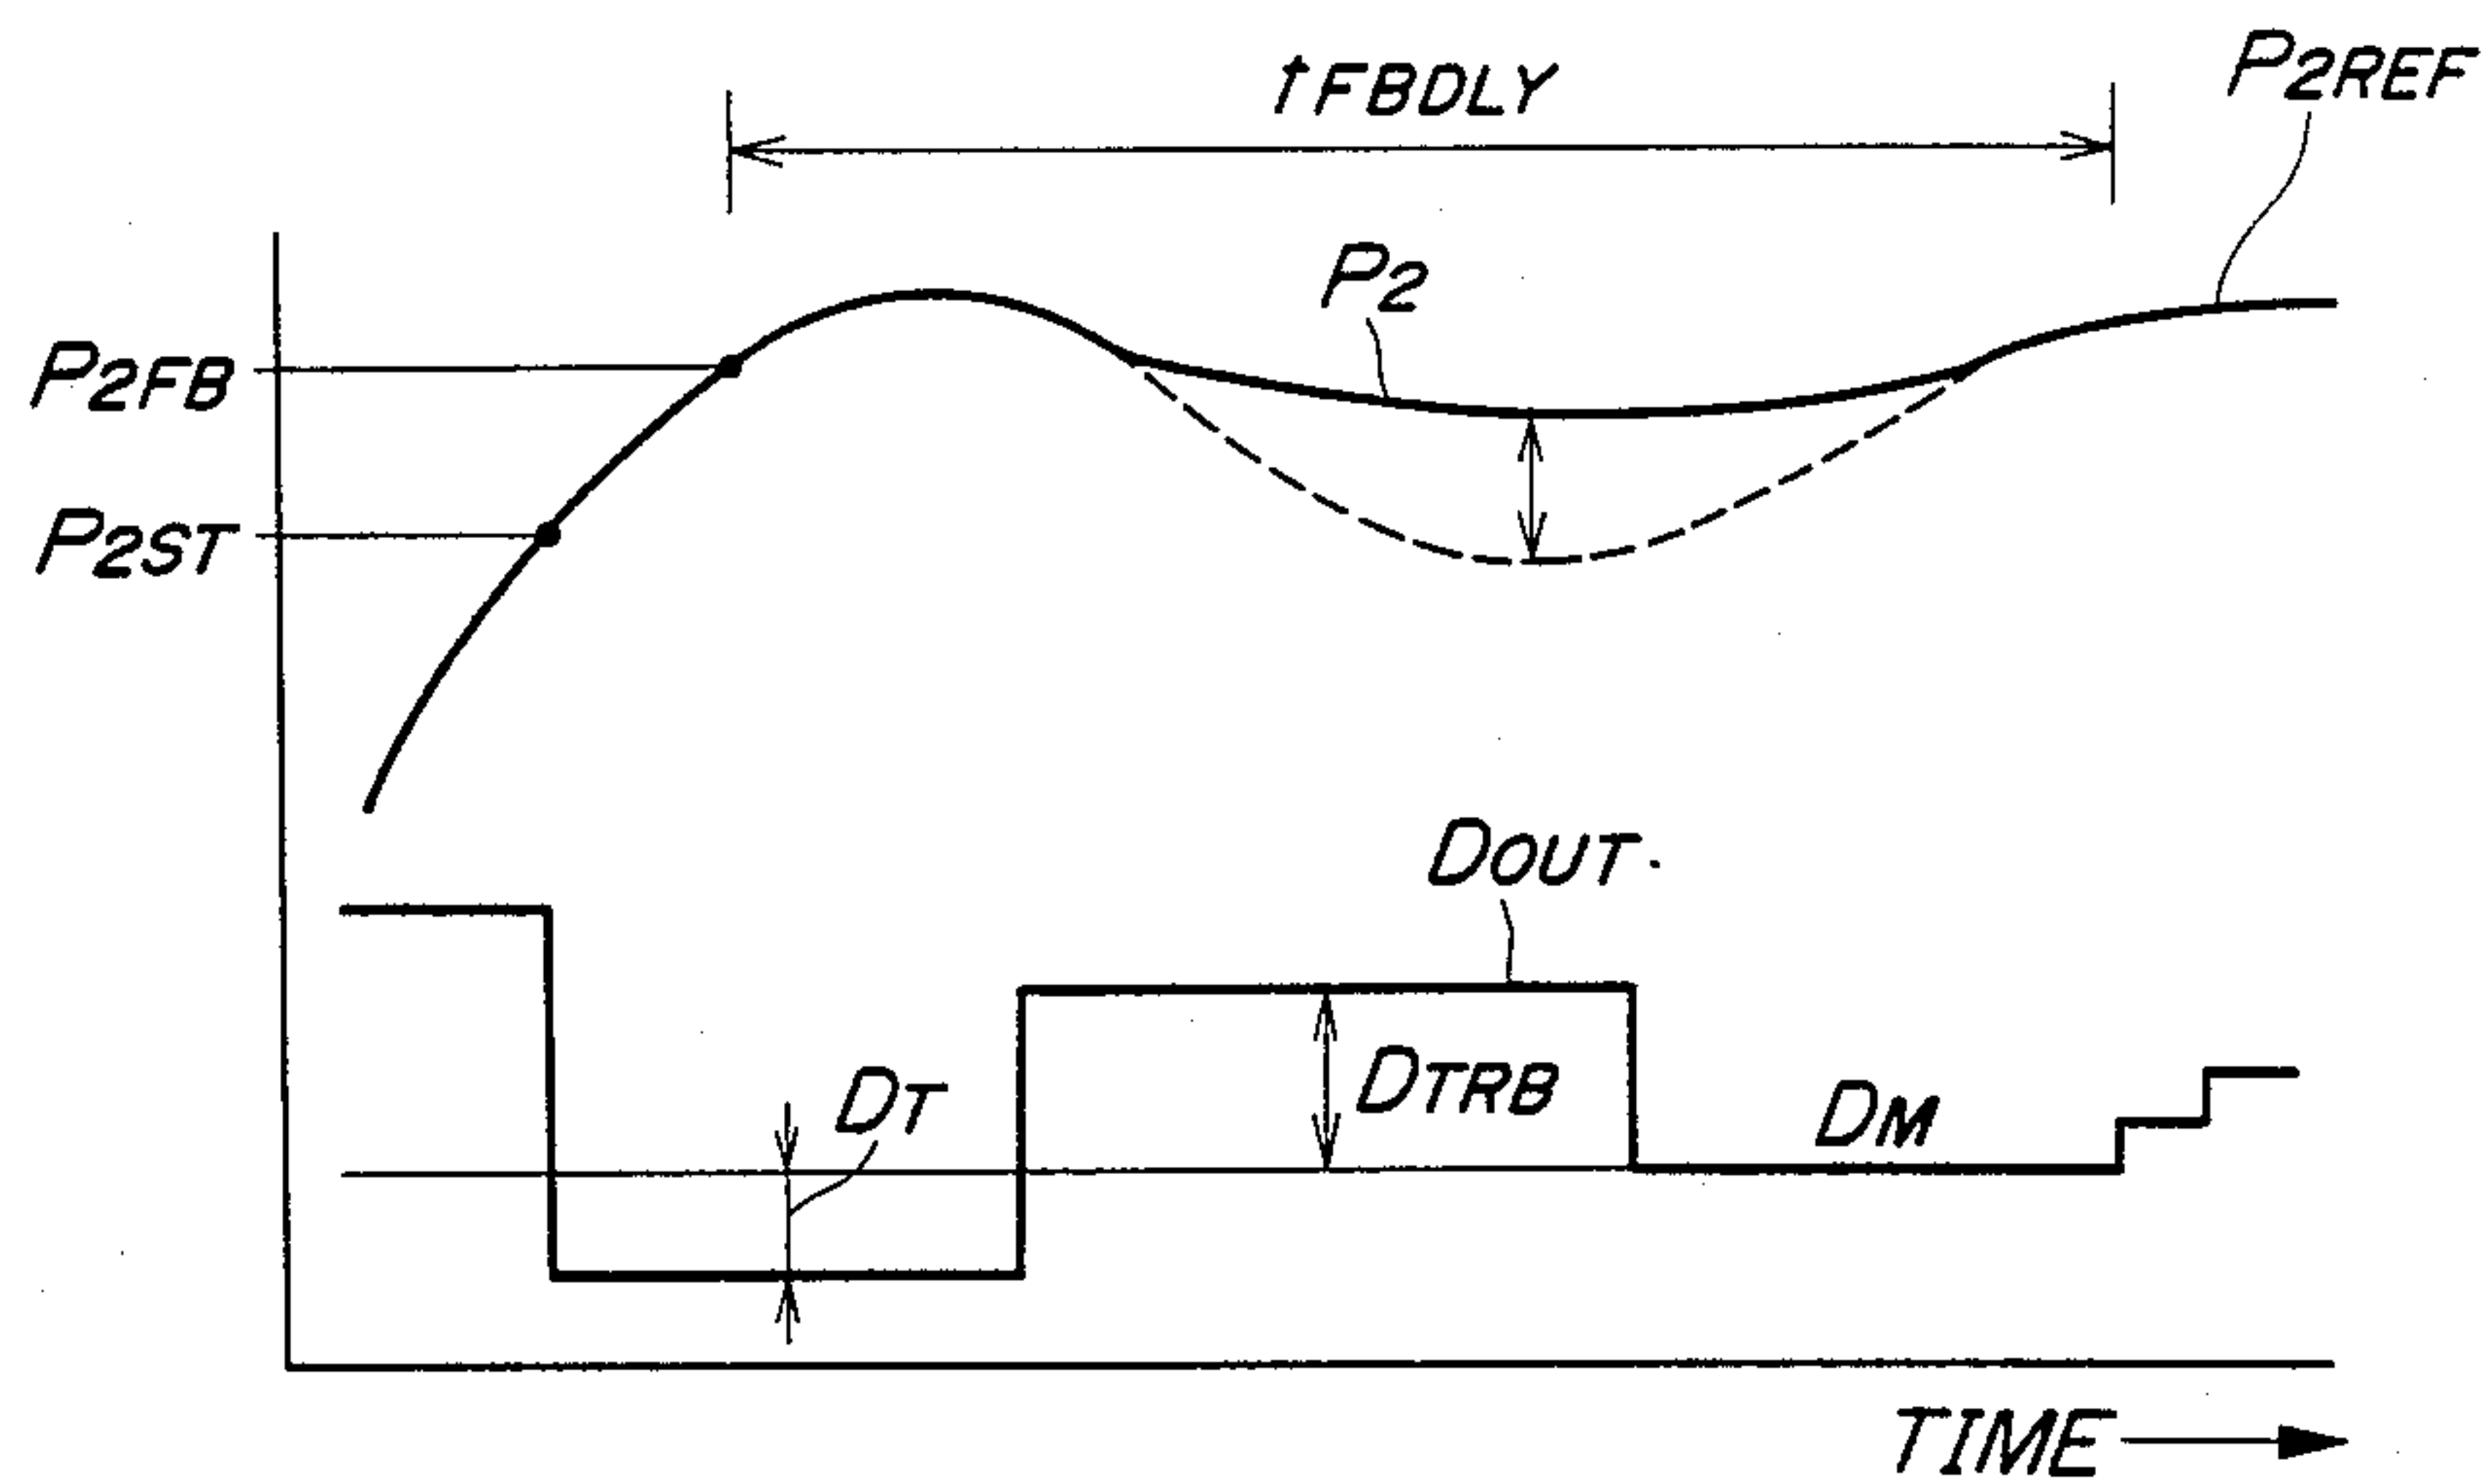 tFBDLY
P2REF
P2
P2FB
P2ST
DOUT.
DT
DTRB
DM
TIME